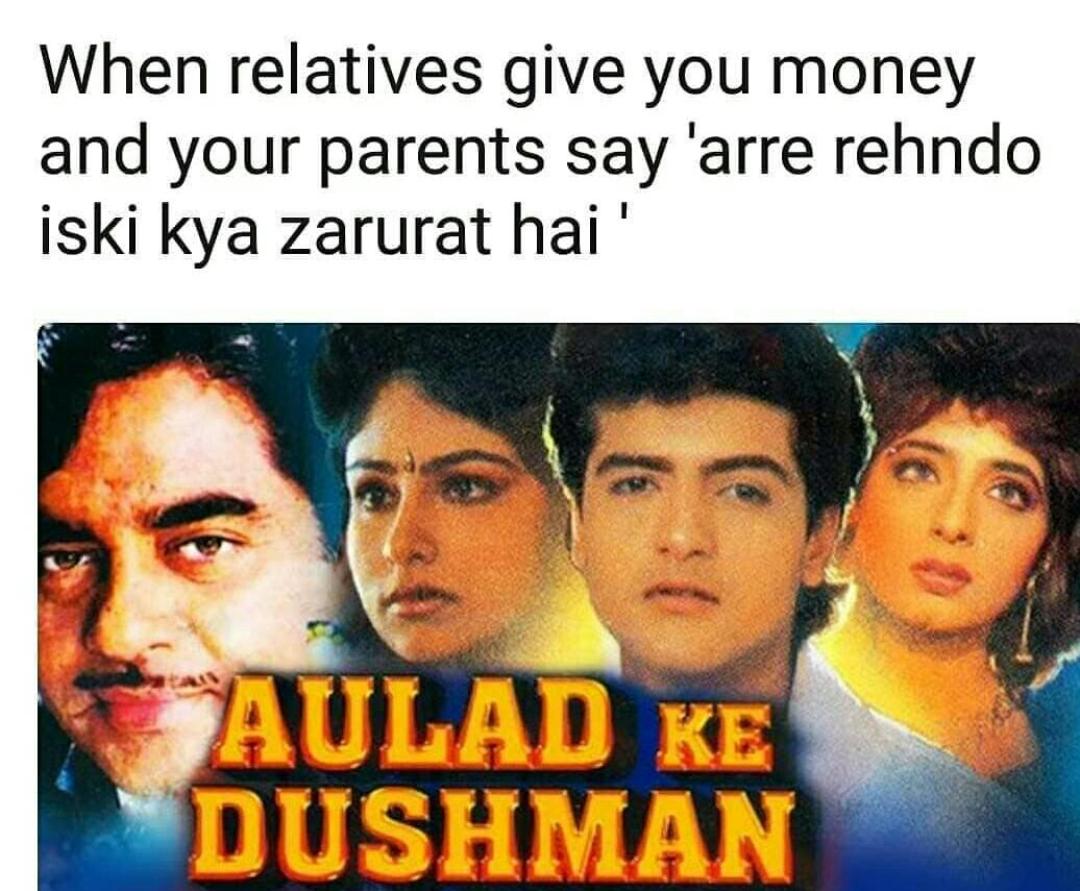 When relatives give you money
and your parents say 'arre rehndo
iski kya zarurat hai '
AULAD KE
DUSHMAN